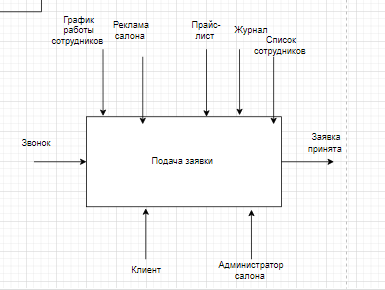 График
работы
сотрудников
Реклама
салона
Прайс-
лист
Журнал
Список
сотрудников
Звонок
Подача заявки
Заявка
принята
Клиент
Администратор
салона